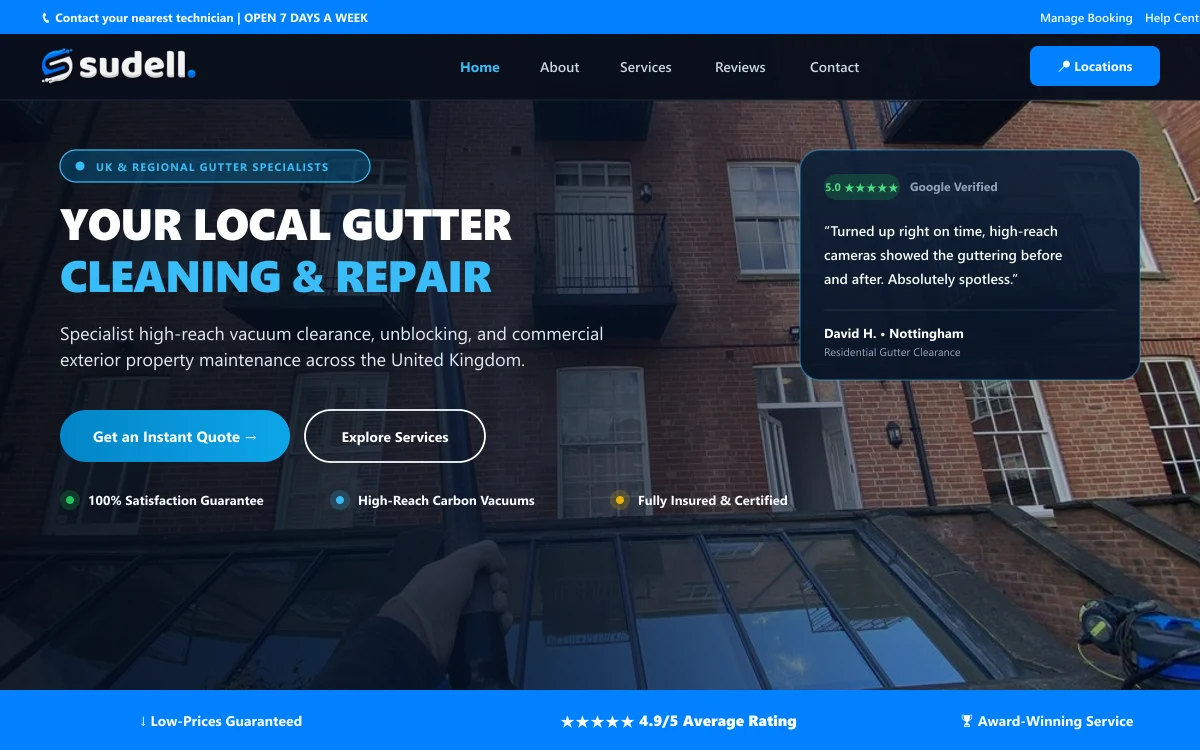 Contact your nearest technician | OPEN 7 DAYS A WEEK
Manage Booking Help Cent
sudell.
Home About Services Reviews Contact
Locations
UK & REGIONAL GUTTER SPECIALISTS
YOUR LOCAL GUTTER
CLEANING & REPAIR
Specialist high-reach vacuum clearance, unblocking, and commercial
exterior property maintenance across the United Kingdom.
Get an Instant Quote →
Explore Services
100% Satisfaction Guarantee
High-Reach Carbon Vacuums
Fully Insured & Certified
5.0 ★★★★★ Google Verified
“Turned up right on time, high-reach
cameras showed the guttering before
and after. Absolutely spotless.”
David H. • Nottingham
Residential Gutter Clearance
↓ Low-Prices Guaranteed
★★★★★ 4.9/5 Average Rating
🏆 Award-Winning Service